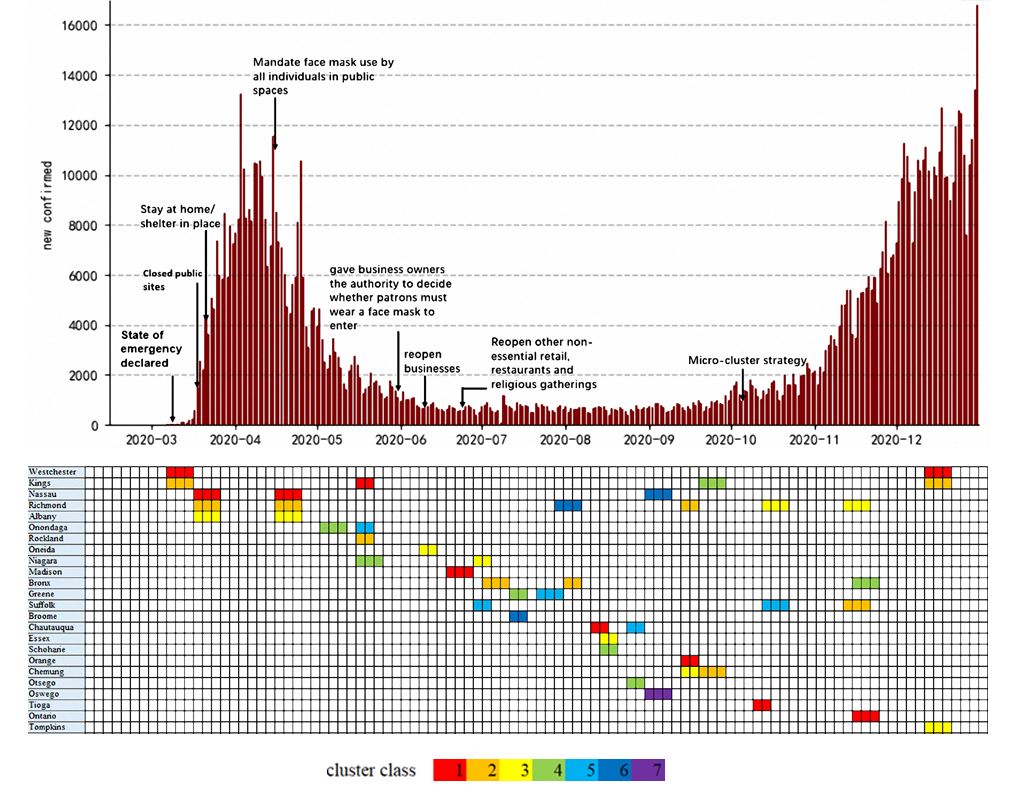 16000
14000
12000
10000
8000
6000
4000
2000
0
new confirmed
Mandate face mask use by
all individuals in public
spaces
Stay at home/
shelter in place
Closed public
sites
State of
emergency
declared
gave business owners
the authority to decide
whether patrons must
wear a face mask to
enter
reopen
businesses
Reopen other non-
essential retail,
restaurants and
religious gatherings
Micro-cluster strategy
2020-03 2020-04 2020-05 2020-06 2020-07 2020-08 2020-09 2020-10 2020-11 2020-12
Westchester
Kings
Nassau
Richmond
Albany
Onondaga
Rockland
Oneida
Niagara
Madison
Bronx
Greene
Suffolk
Broome
Chautauqua
Essex
Schoharie
Orange
Chemung
Otsego
Oswego
Tioga
Ontario
Tompkins
cluster class 1 2 3 4 5 6 7